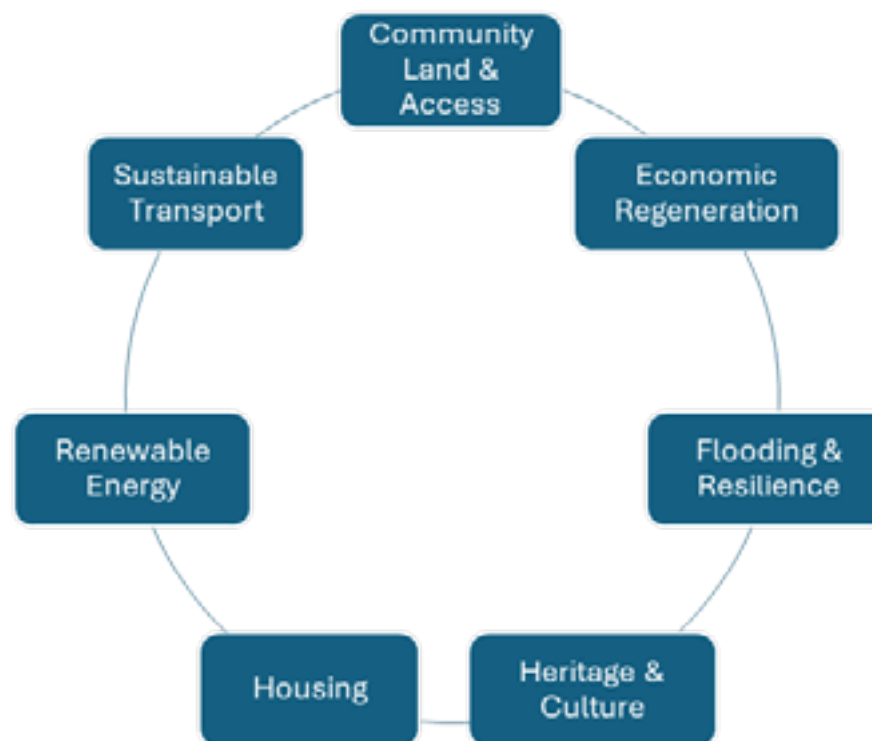 Community
Land &
Access
Economic
Regeneration
Flooding &
Resilience
Heritage &
Culture
Housing
Renewable
Energy
Sustainable
Transport